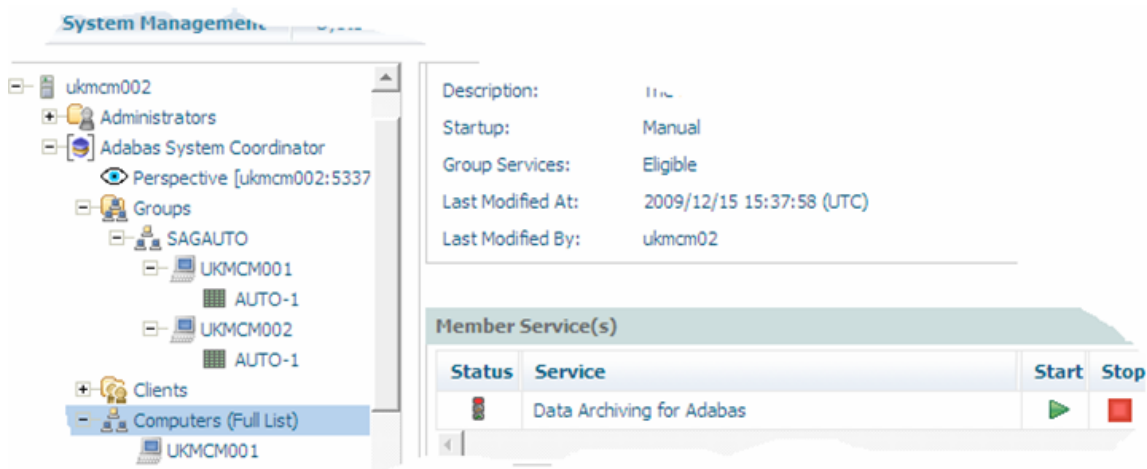 System Management
ukmcm002
Administrators
Adabas System Coordinator
Perspective [ukmcm002:5337
Groups
SAGAUTO
UKMCM001
AUTO-1
UKMCM002
AUTO-1
Clients
Computers (Full List)
UKMCM001
Description:
Startup: Manual
Group Services: Eligible
Last Modified At: 2009/12/15 15:37:58 (UTC)
Last Modified By: ukmcm02
Member Service(s)
Status Service Start Stop
Data Archiving for Adabas